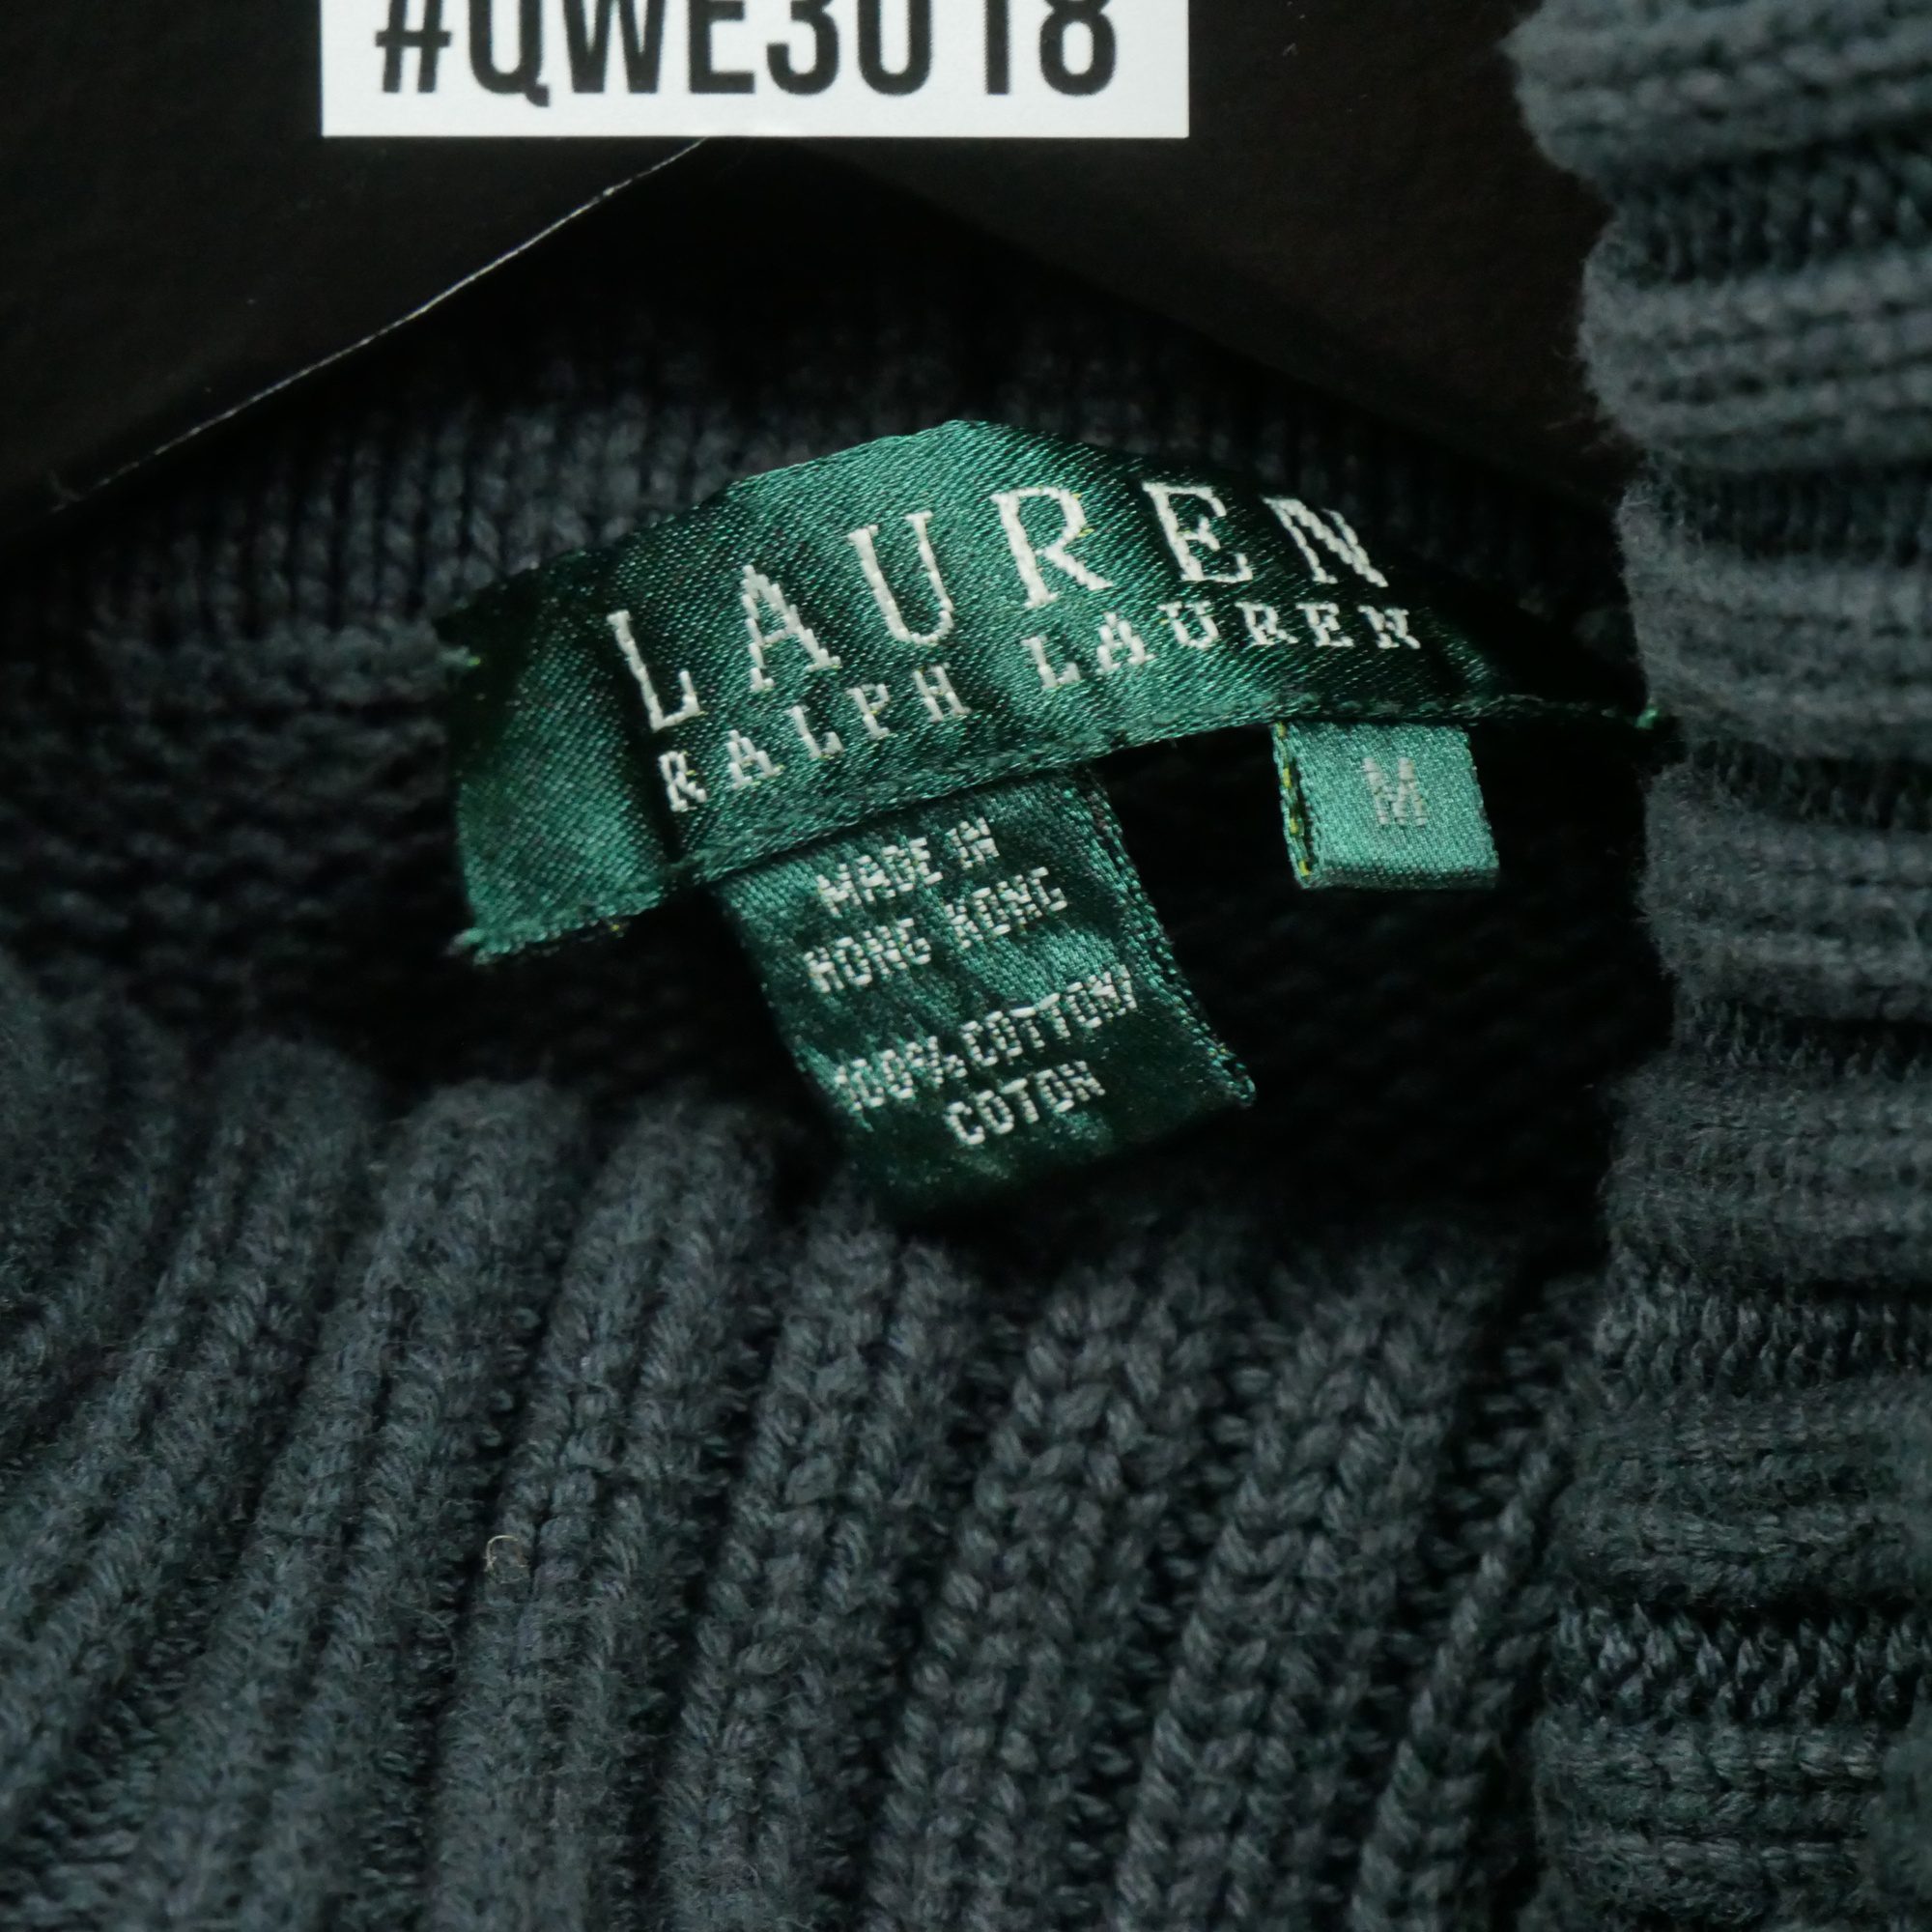 #QWE3018
LAUREN
RALPH LAUREN
M
MADE IN
HONG KONG
100% COTTON/
COTON